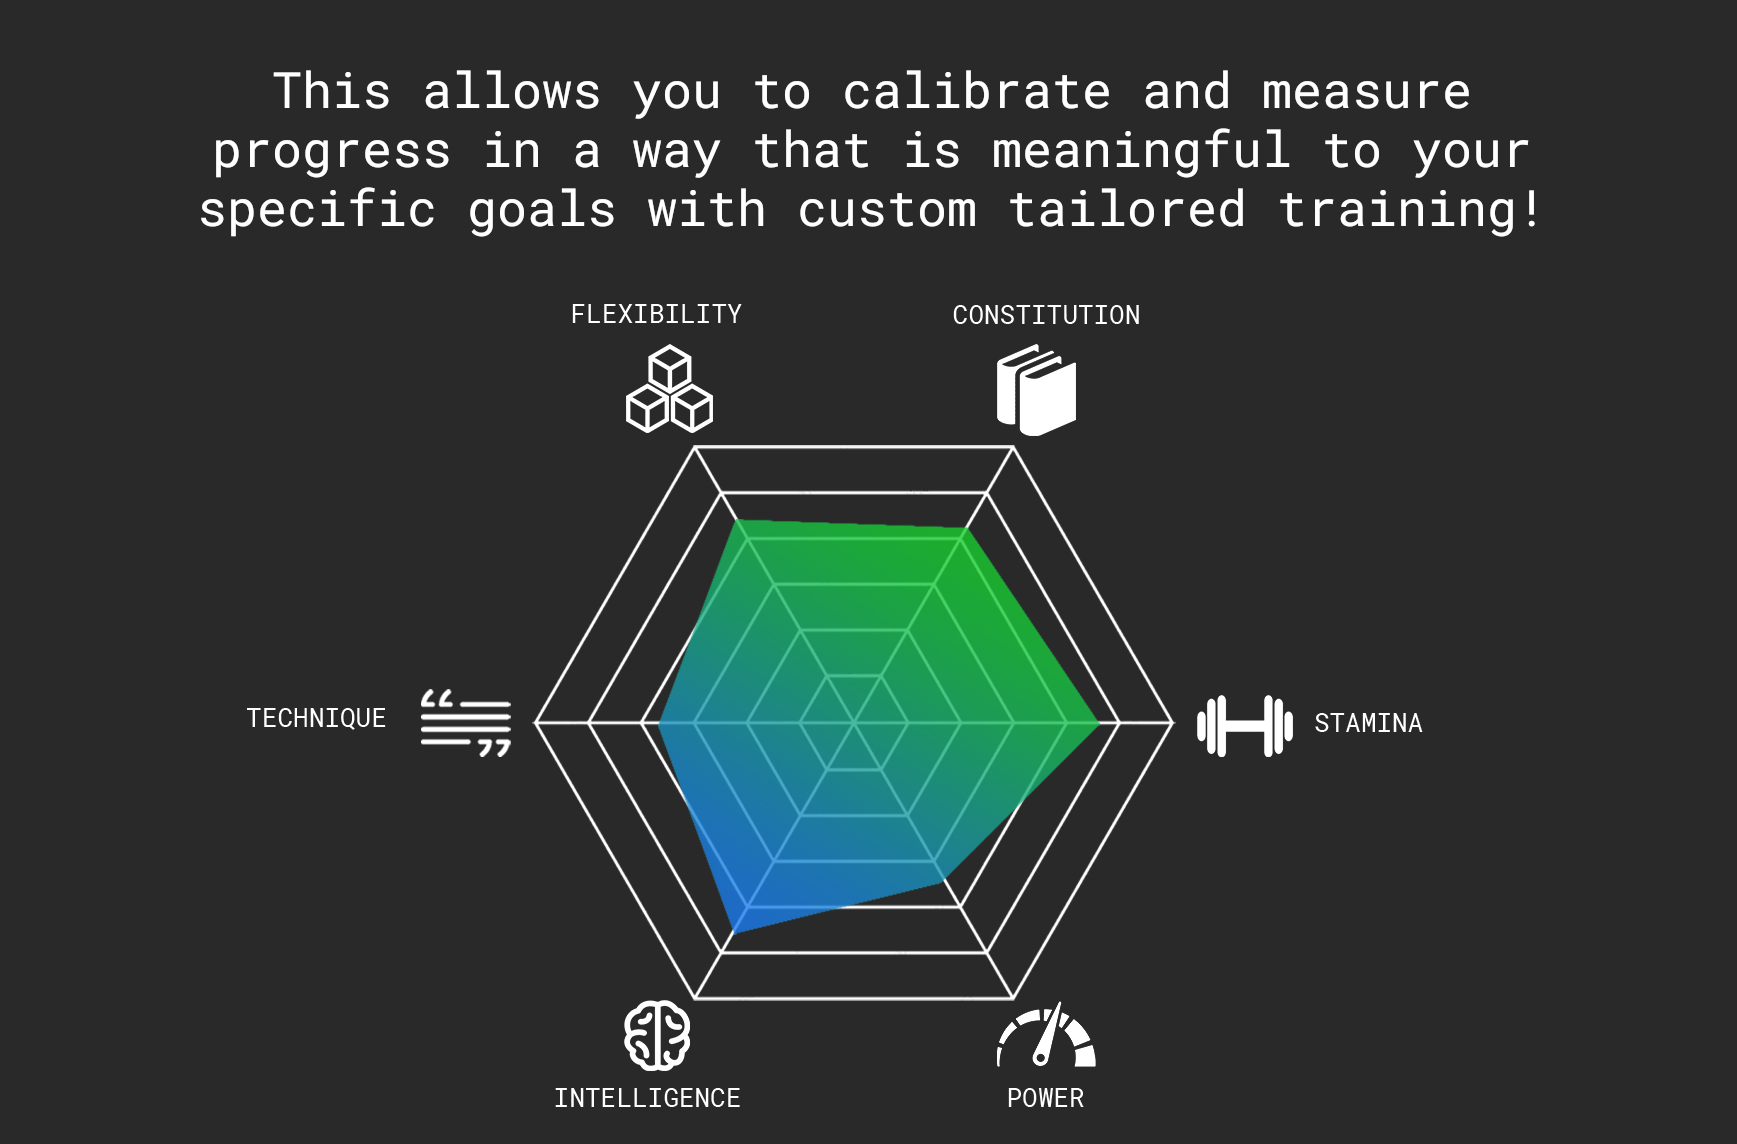 This allows you to calibrate and measure
progress in a way that is meaningful to your
specific goals with custom tailored training!
FLEXIBILITY
CONSTITUTION
TECHNIQUE
STAMINA
INTELLIGENCE
POWER